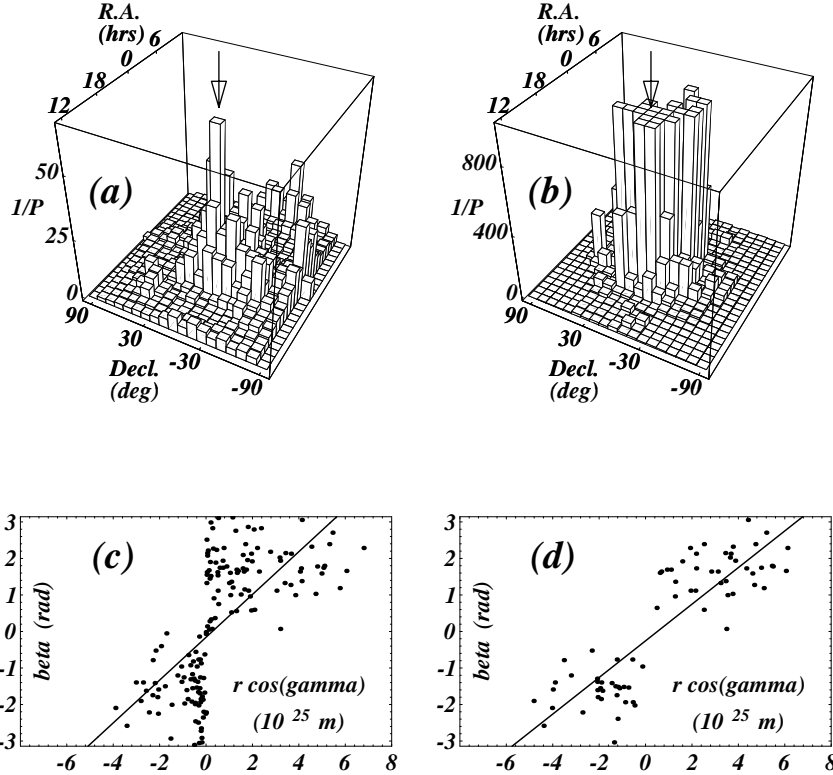 R.A.
(hrs)
6
0
18
12
50
1/P
25
0
90
30
-30
-90
Decl.
(deg)
(a)
R.A.
(hrs)
6
0
18
12
800
1/P
400
0
90
30
-30
-90
Decl.
(deg)
(b)
3
2
1
0
-1
-2
-3
beta (rad)
(c)
r cos(gamma)
(10 25 m)
-6 -4 -2 0 2 4 6 8
3
2
1
0
-1
-2
-3
beta (rad)
(d)
r cos(gamma)
(10 25 m)
-6 -4 -2 0 2 4 6 8